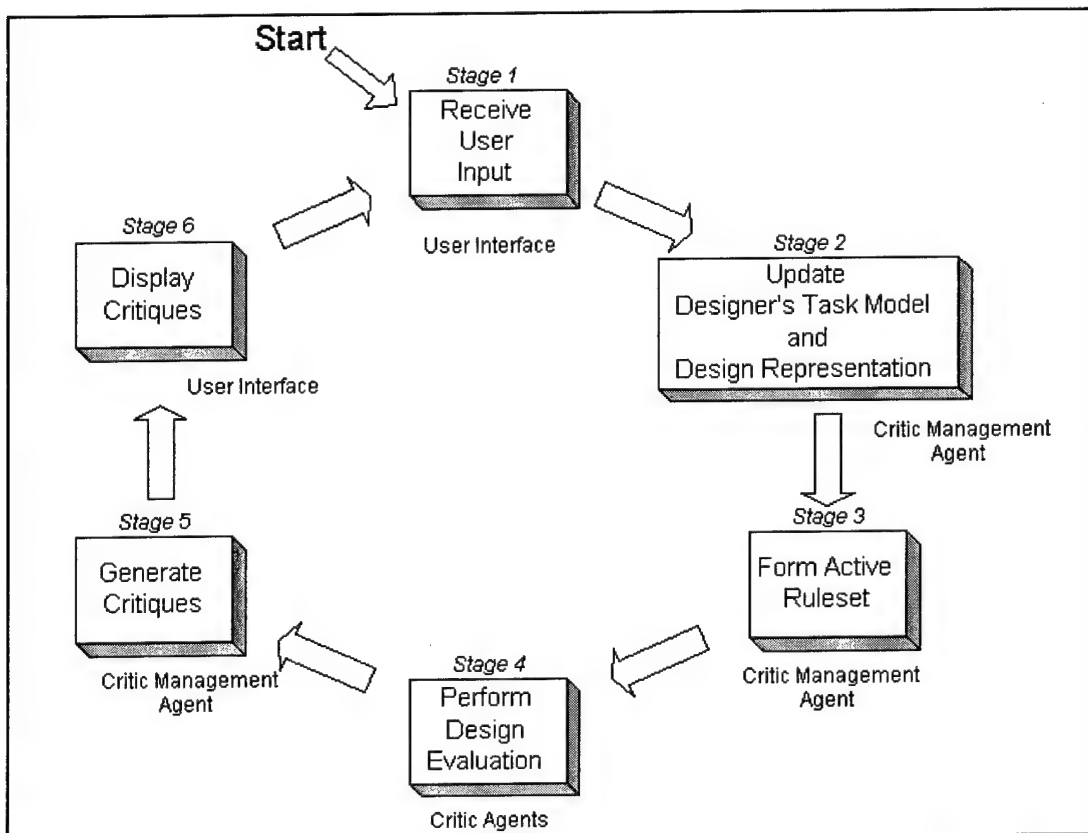 Start
Stage 1
Receive
User
Input
User Interface
Stage 2
Update
Designer's Task Model
and
Design Representation
Critic Management
Agent
Stage 3
Form Active
Ruleset
Critic Management
Agent
Stage 4
Perform
Design
Evaluation
Critic Agents
Stage 5
Generate
Critiques
Critic Management
Agent
Stage 6
Display
Critiques
User Interface